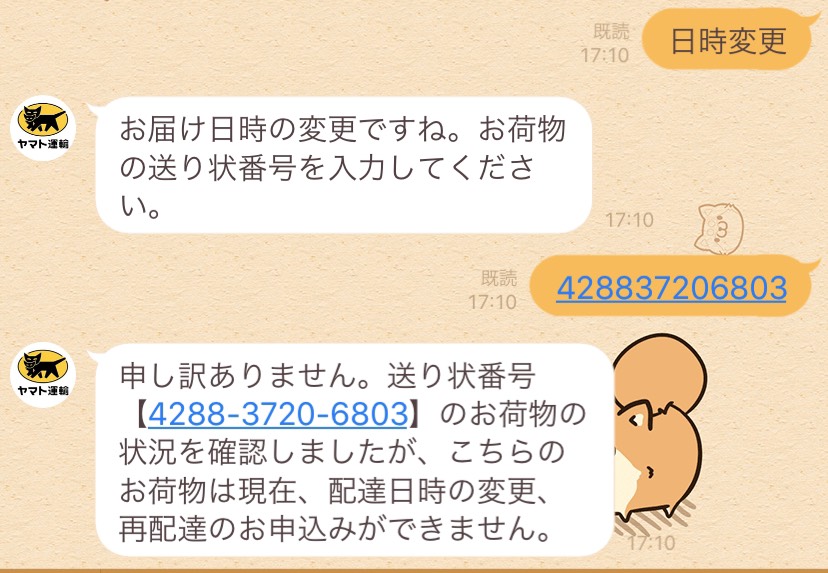 日時変更
既読
17:10
ヤマト運輸
お届け日時の変更ですね。お荷物
の送り状番号を入力してくださ
い。
17:10
既読
17:10
428837206803
ヤマト運輸
申し訳ありません。送り状番号
【4288-3720-6803】のお荷物の
状況を確認しましたが、こちらの
お荷物は現在、配達日時の変更、
再配達のお申込みができません。
17:10